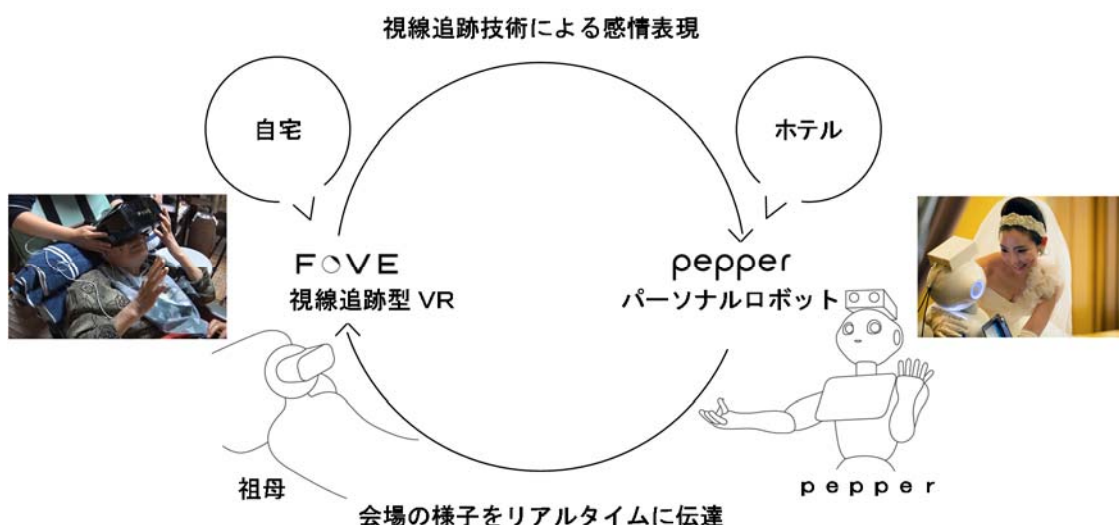 視線追跡技術による感情表現
自宅
ホテル
FOVE
視線追跡型 VR
pepper
パーソナルロボット
祖母
pepper
会場の様子をリアルタイムに伝達